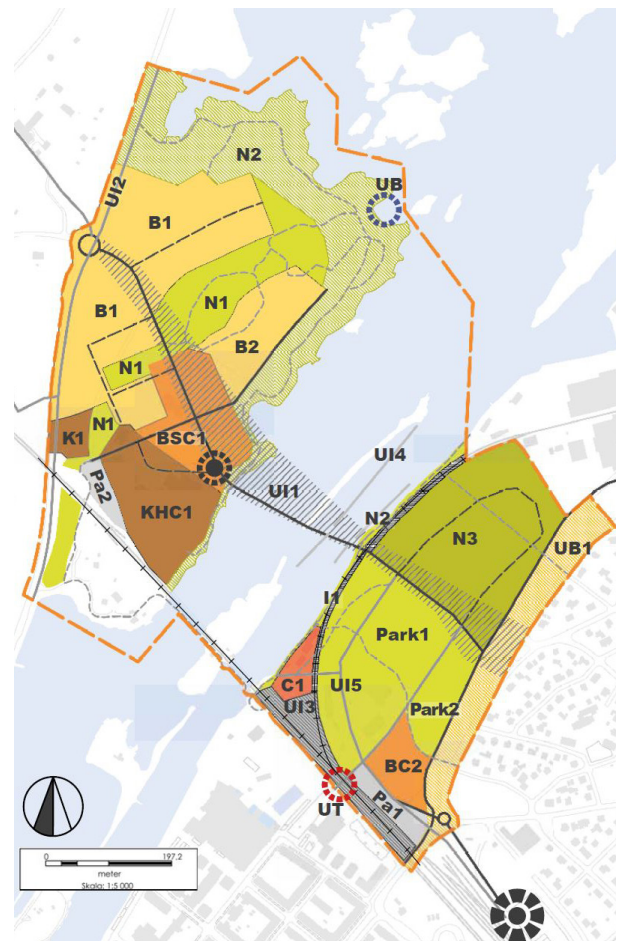 N2
UB
UI2
B1
B1
N1
B2
N1
N1
K1
BSC1
Pa2
KHC1
UI4
UI1
N2
N3
UB1
I1
Park1
C1
UI5
UI3
Park2
BC2
Pa1
UT
0
197.2
meter
Skala: 1:5 000